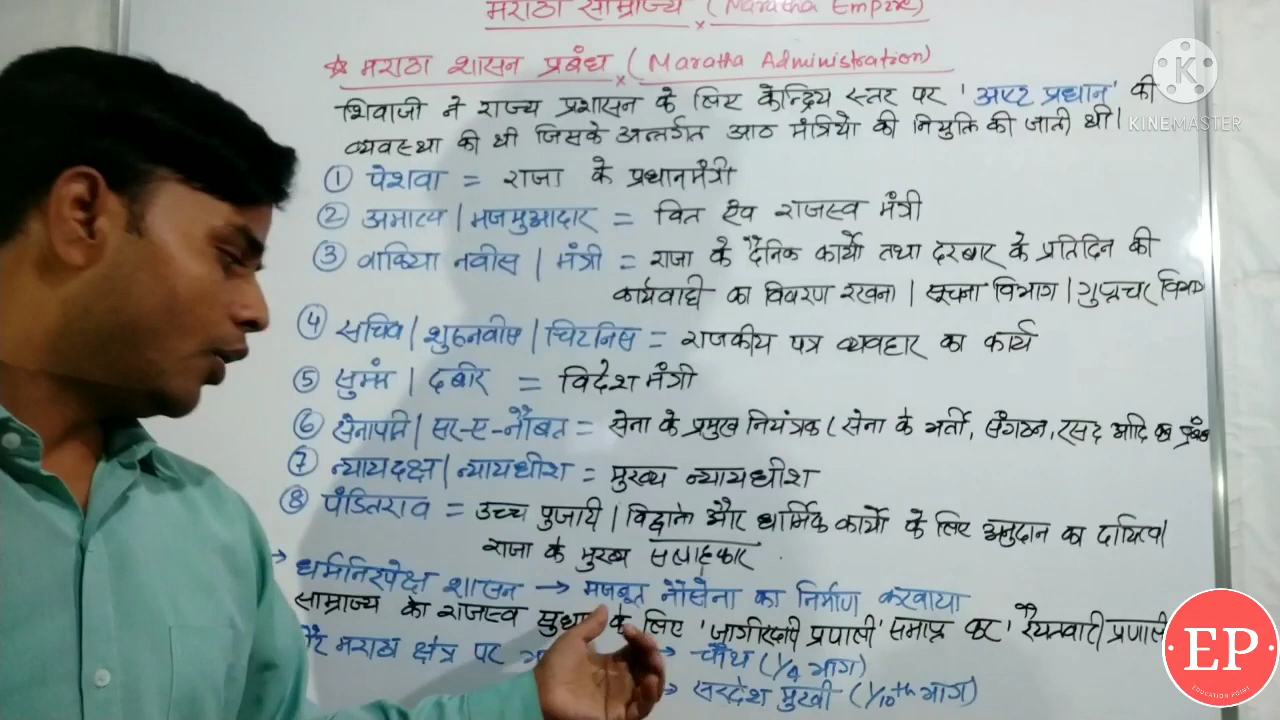 मराठा साम्राज्य (Maratha Empire)
☆ मराठा शासन प्रबंध (Maratha Administration)
शिवाजी ने राज्य प्रशासन के लिए केन्द्रिय स्तर पर 'अष्ट प्रधान' की
व्यवस्था की थी जिसके अन्तर्गत आठ मंत्रियो की नियुक्ति की जाती थी।
① पेशवा = राजा के प्रधानमंत्री
② अमात्य | मजमुआदार = वित एंव राजस्व मंत्री
③ वाकिया नवीस | मंत्री = राजा के दैनिक कार्यो तथा दरबार के प्रतिदिन की
कार्यवाही का विवरण रखना | सूचना विभाग | गुप्तचर विभाग
④ सचिव | शुरुनवीस | चिटनिस = राजकीय पत्र व्यवहार का कार्य
⑤ सुमंत | दबीर = विदेश मंत्री
⑥ सेनापति | सर-ए-नौबत = सेना के प्रमुख नियंत्रक ( सेना के भर्ती, संगठन, रसद आदि का प्रबंध
⑦ न्यायदक्ष | न्यायधीश = मुख्य न्यायधीश
⑧ पंडितराव = उच्च पुजारी | विद्वानो और धार्मिक कार्यो के लिए अनुदान का दायित्व।
राजा के मुख्य सलाहकार
→ धर्मनिरपेक्ष शासन → मजबूत नौसेना का निर्माण करवाया
साम्राज्य का राजस्व सुधार के लिए 'जागीरदारी प्रणाली' समाप्त कर 'रैयतवाड़ी प्रणाली
मराठा क्षेत्र पर → चौथ (1/4 भाग)
→ सरदेश मुखी (1/10th भाग)
K
KINEMASTER
EP
EDUCATION POINT